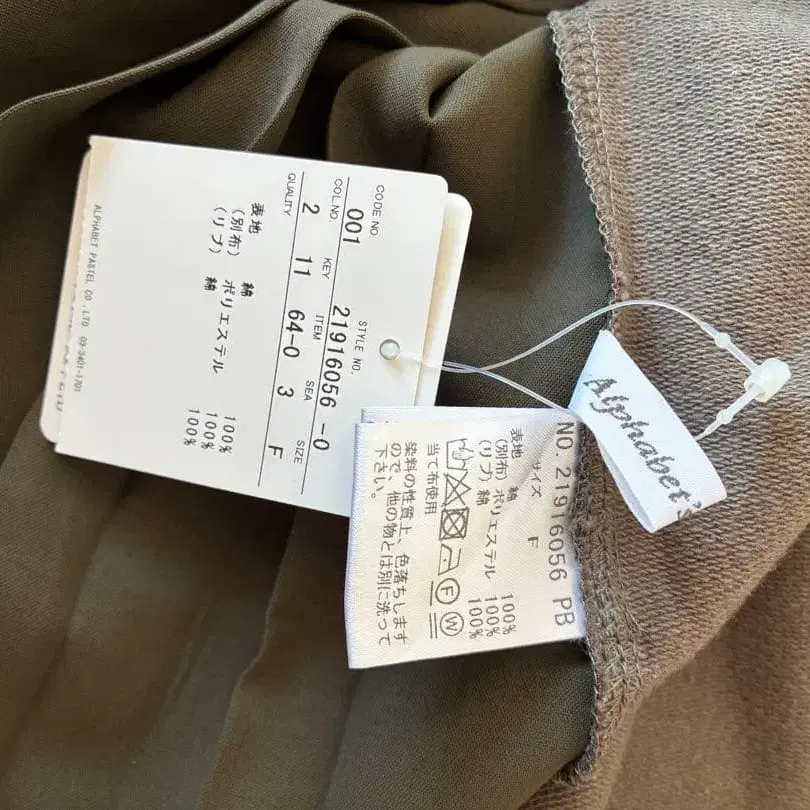 CODE NO. STYLE NO.
001 21916056 -0
COL.NO. KEY ITEM SEA SIZE
2 11 64-0 3 F
QUALITY
表地 綿 100%
(別布) ポリエステル 100%
(リブ) 綿 100%
ALPHABET PASTEL CO.,LTD. 03-3401-1701
NO. 21916056 PB
サイズ F
表地 綿 100%
(別布) ポリエステル 100%
(リブ) 綿 100%
F W
当て布使用
染料の性質上、色落ちします
ので、他の物とは別に洗って
下さい。
Alphabet's